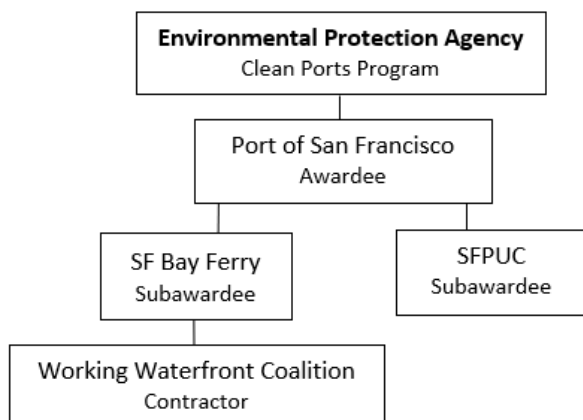 Environmental Protection Agency
Clean Ports Program
Port of San Francisco
Awardee
SF Bay Ferry
Subawardee
SFPUC
Subawardee
Working Waterfront Coalition
Contractor